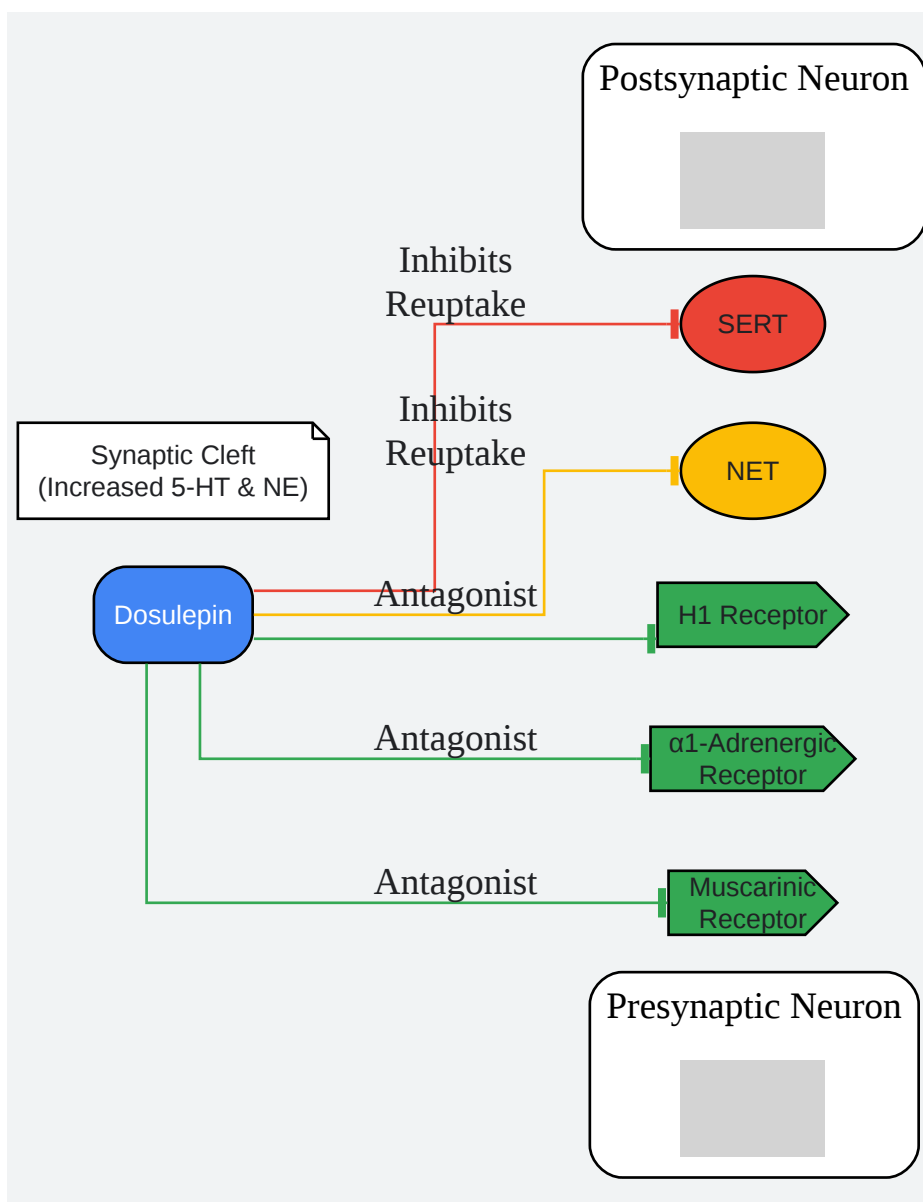 Postsynaptic Neuron
Inhibits
Reuptake
SERT
Inhibits
Reuptake
NET
Synaptic Cleft
(Increased 5-HT & NE)
Dosulepin
Antagonist
H1 Receptor
Antagonist
α1-Adrenergic
Receptor
Antagonist
Muscarinic
Receptor
Presynaptic Neuron